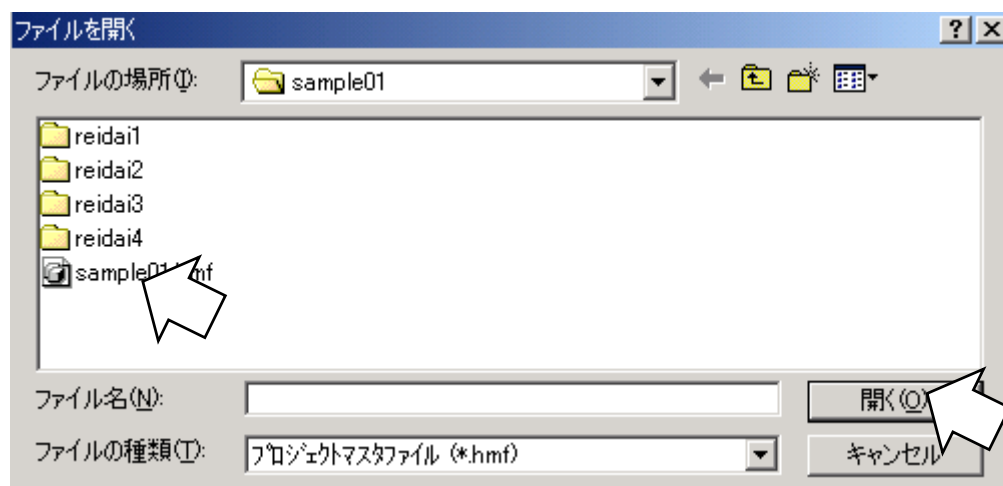 ファイルを開く
ファイルの場所(I): sample01
reidai1
reidai2
reidai3
reidai4
sample01.hmf
ファイル名(N): 開く(O)
ファイルの種類(T): プロジェクトマスタファイル (*.hmf) キャンセル